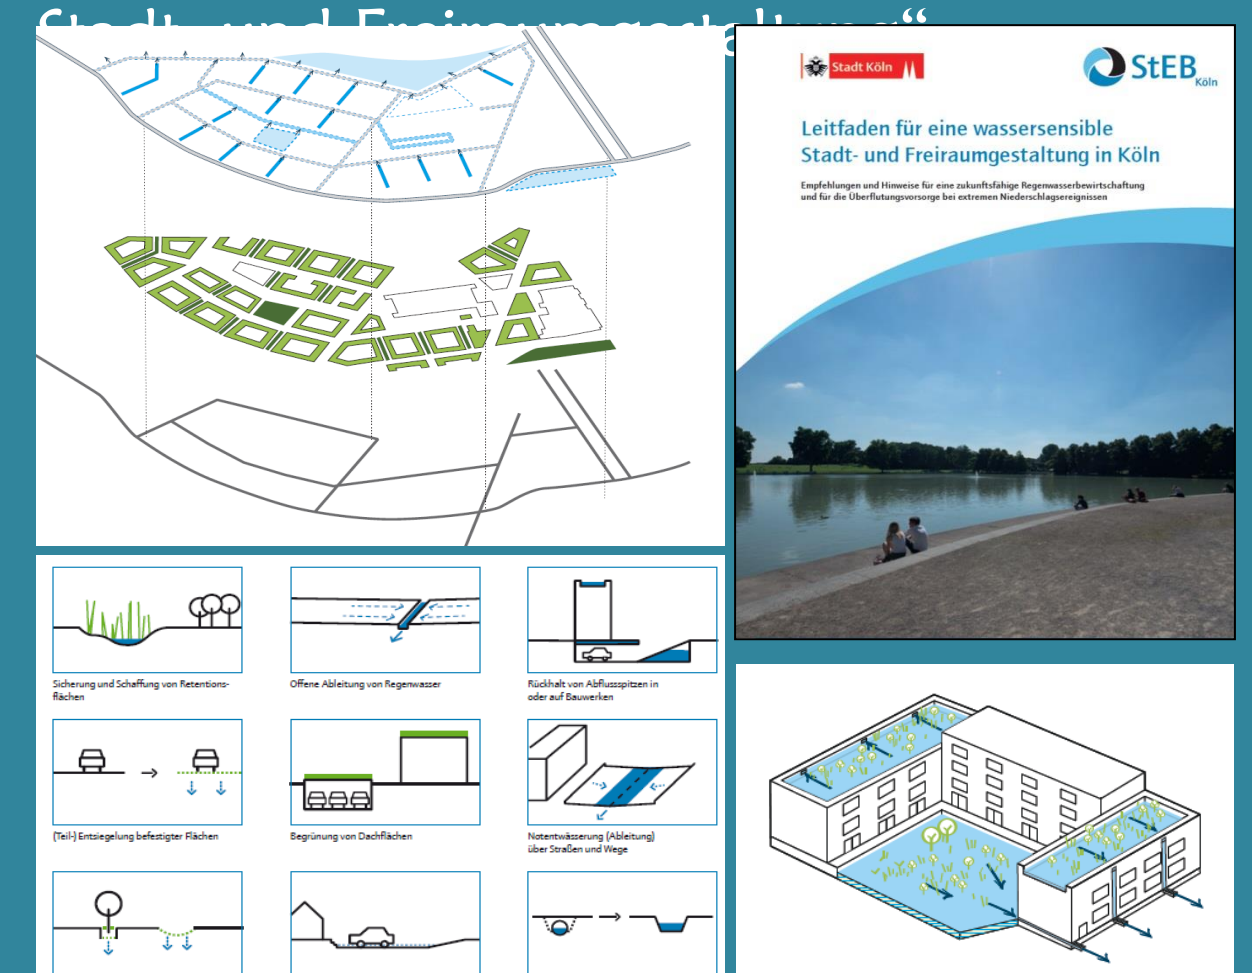 Stadt- und Freiraumgestaltung“
Stadt Köln
StEB
Köln
Leitfaden für eine wassersensible
Stadt- und Freiraumgestaltung in Köln
Empfehlungen und Hinweise für eine zukunftsfähige Regenwasserbewirtschaftung
und für die Überflutungsvorsorge bei extremen Niederschlagsereignissen
Sicherung und Schaffung von Retentions-
flächen
Offene Ableitung von Regenwasser
Rückhalt von Abflussspitzen in
oder auf Bauwerken
(Teil-) Entsiegelung befestigter Flächen
Begrünung von Dachflächen
Notentwässerung (Ableitung)
über Straßen und Wege